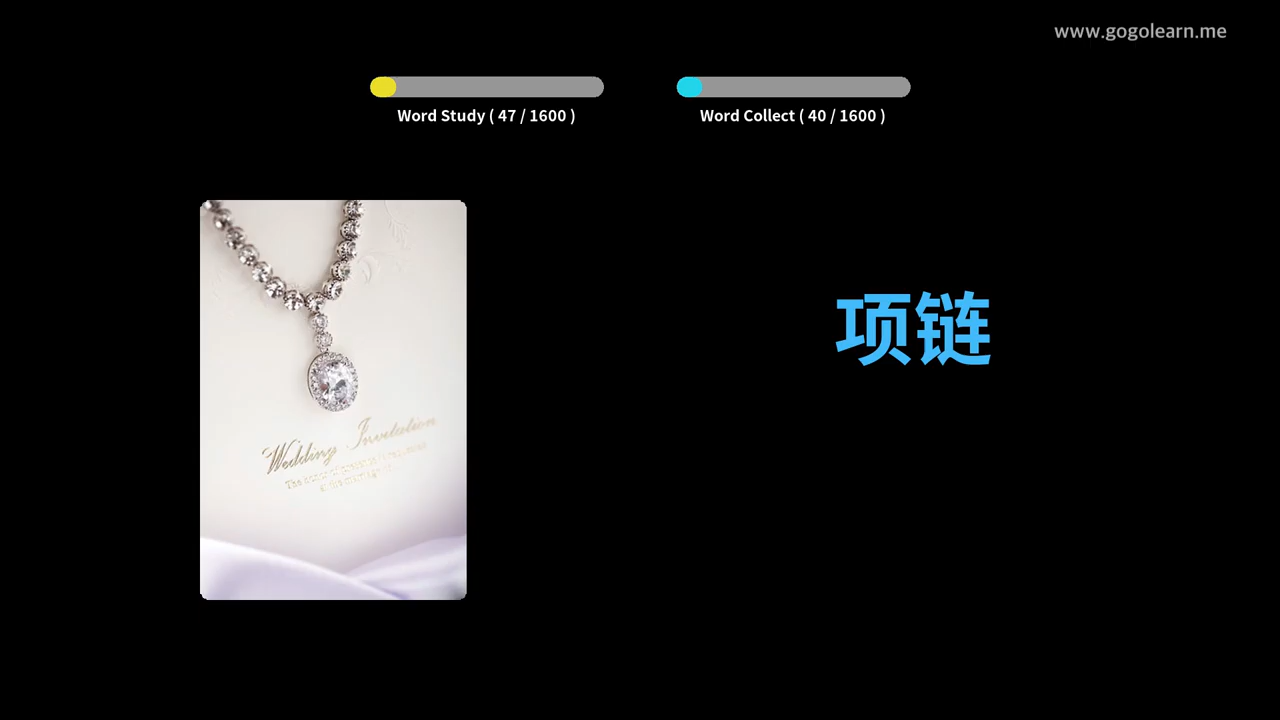 www.gogolearn.me
Word Study ( 47 / 1600 )
Word Collect ( 40 / 1600 )
项链
Wedding Invitation